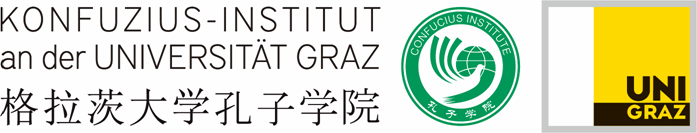 KONFUZIUS-INSTITUT
an der UNIVERSITÄT GRAZ
格拉茨大学孔子学院
CONFUCIUS INSTITUTE
孔子学院
UNI
GRAZ